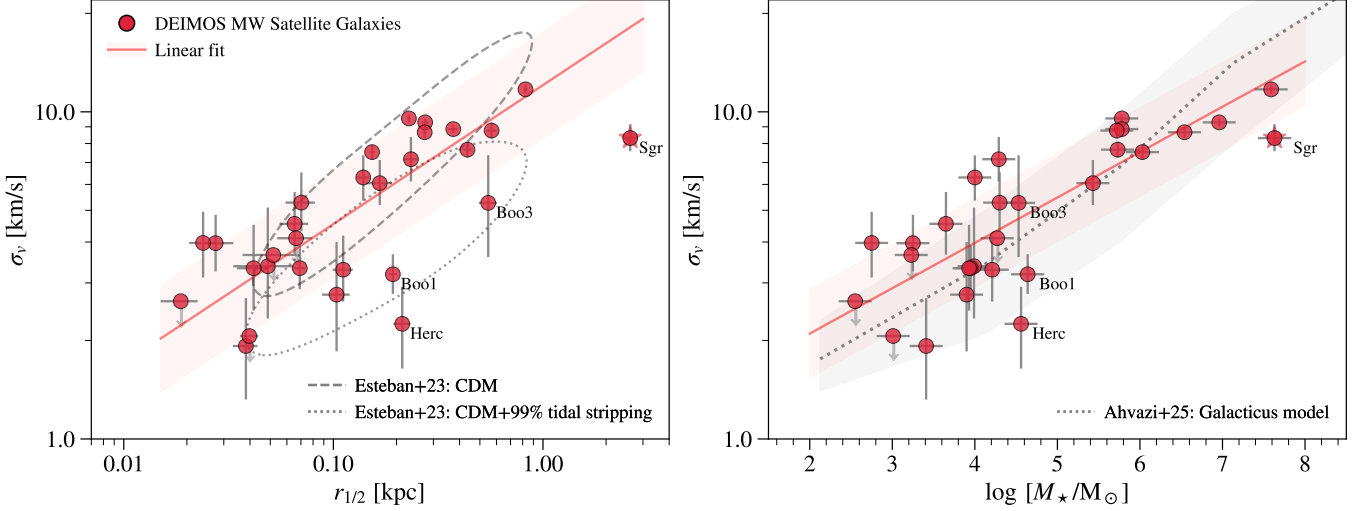 DEIMOS MW Satellite Galaxies
Linear fit
10.0
1.0
σᵥ [km/s]
Sgr
Boo3
Boo1
Herc
Esteban+23: CDM
Esteban+23: CDM+99% tidal stripping
0.01 0.10 1.00
r₁/₂ [kpc]
10.0
1.0
σᵥ [km/s]
Sgr
Boo3
Boo1
Herc
Ahvazi+25: Galacticus model
2 3 4 5 6 7 8
log [M⋆/M⊙]